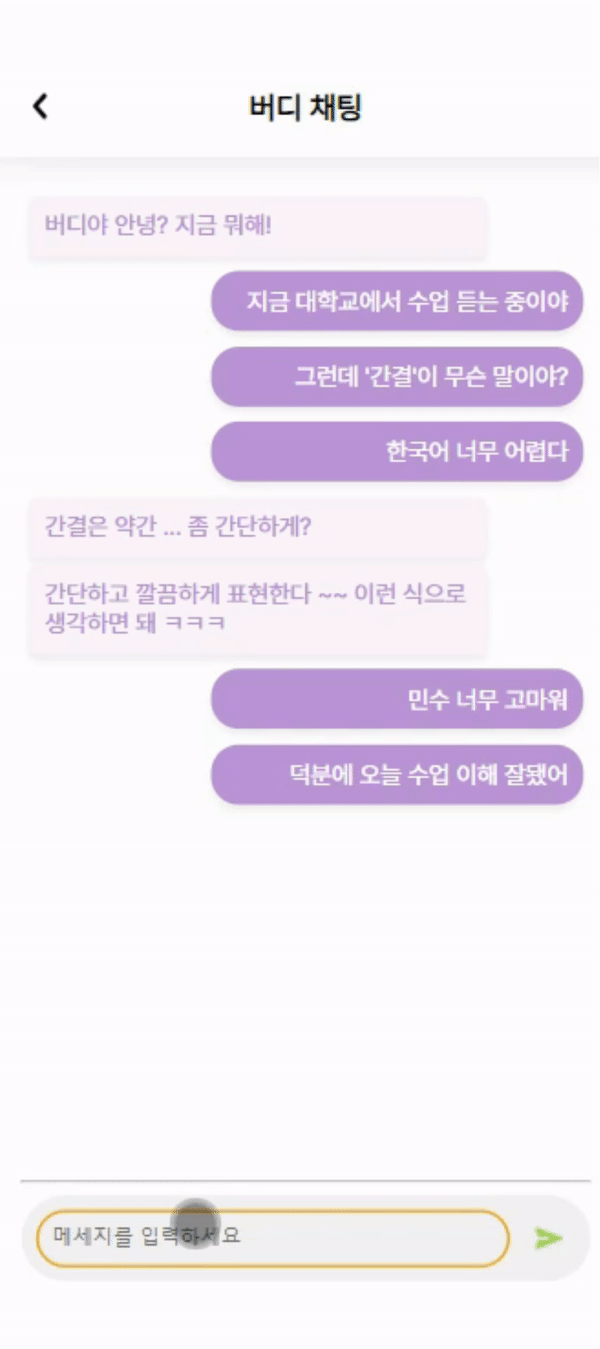 버디 채팅
버디야 안녕? 지금 뭐해!
지금 대학교에서 수업 듣는 중이야
그런데 '간결'이 무슨 말이야?
한국어 너무 어렵다
간결은 약간 ... 좀 간단하게?
간단하고 깔끔하게 표현한다 ~~ 이런 식으로
생각하면 돼 ㅋㅋㅋ
민수 너무 고마워
덕분에 오늘 수업 이해 잘됐어
메세지를 입력하세요